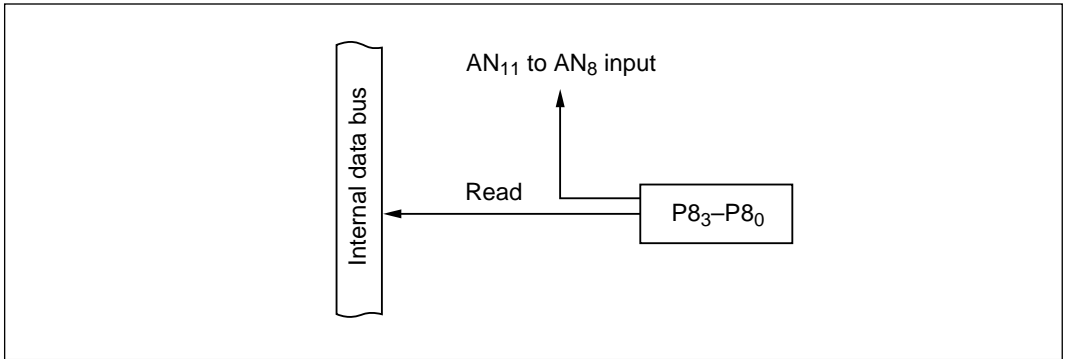 AN₁₁ to AN₈ input
Internal data bus
Read
P8₃–P8₀